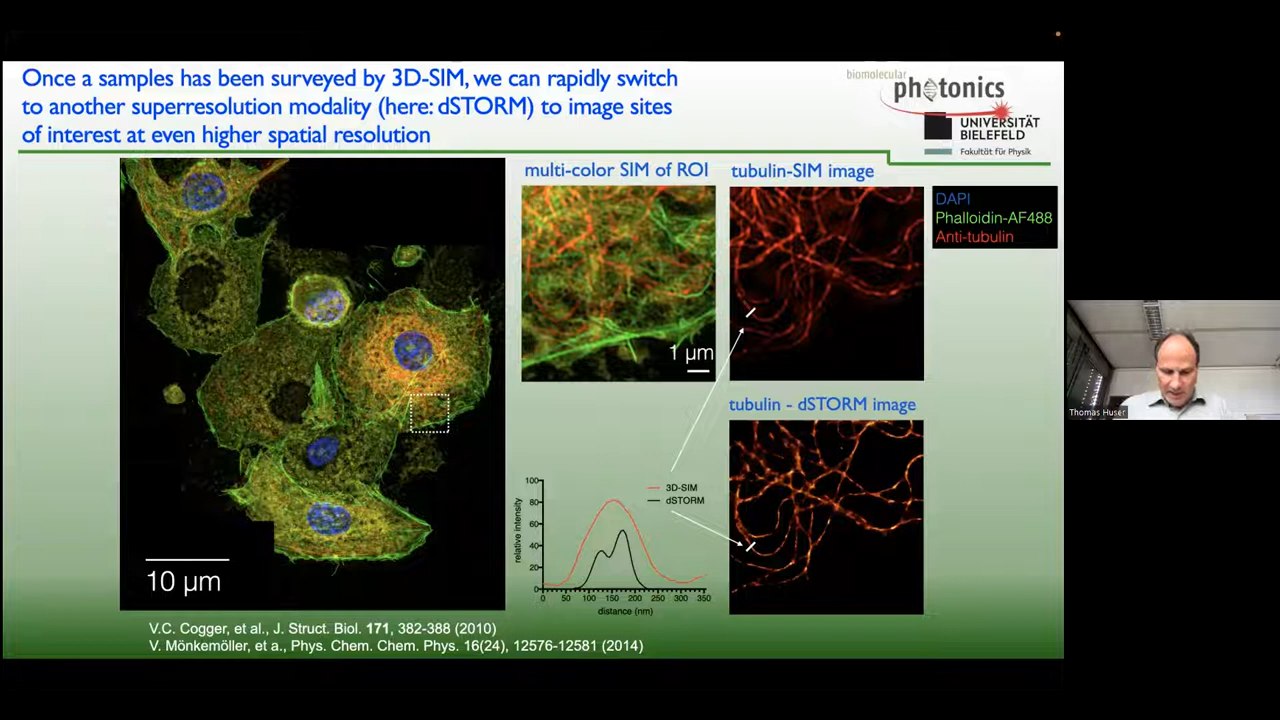 Once a samples has been surveyed by 3D-SIM, we can rapidly switch
to another superresolution modality (here: dSTORM) to image sites
of interest at even higher spatial resolution
biomolecular
photonics
UNIVERSITÄT
BIELEFELD
Fakultät für Physik
multi-color SIM of ROI
tubulin-SIM image
DAPI
Phalloidin-AF488
Anti-tubulin
1 µm
tubulin - dSTORM image
10 µm
relative intensity
100
80
60
40
20
0
3D-SIM
dSTORM
0 50 100 150 200 250 300 350
distance (nm)
V.C. Cogger, et al., J. Struct. Biol. 171, 382-388 (2010)
V. Mönkemöller, et a., Phys. Chem. Chem. Phys. 16(24), 12576-12581 (2014)
Thomas Huser